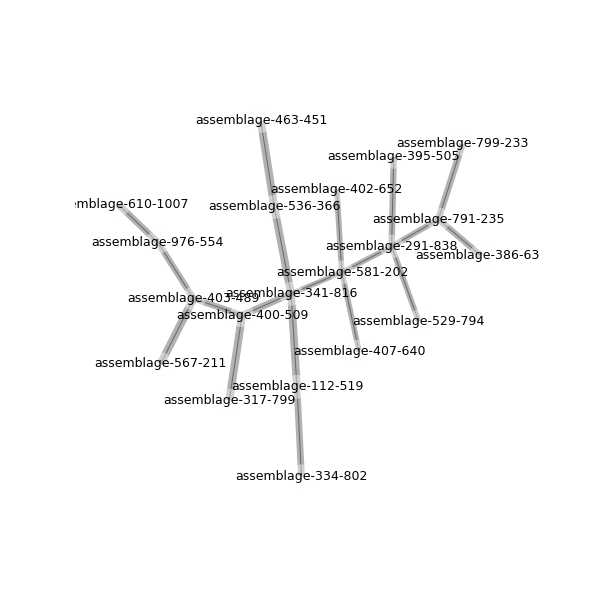 assemblage-463-451
assemblage-799-233
assemblage-395-505
assemblage-402-652
mblage-610-1007
assemblage-536-366
assemblage-791-235
assemblage-976-554
assemblage-291-838
assemblage-386-63
assemblage-581-202
assemblage-341-816
assemblage-403-489
assemblage-400-509
assemblage-529-794
assemblage-407-640
assemblage-567-211
assemblage-112-519
assemblage-317-799
assemblage-334-802